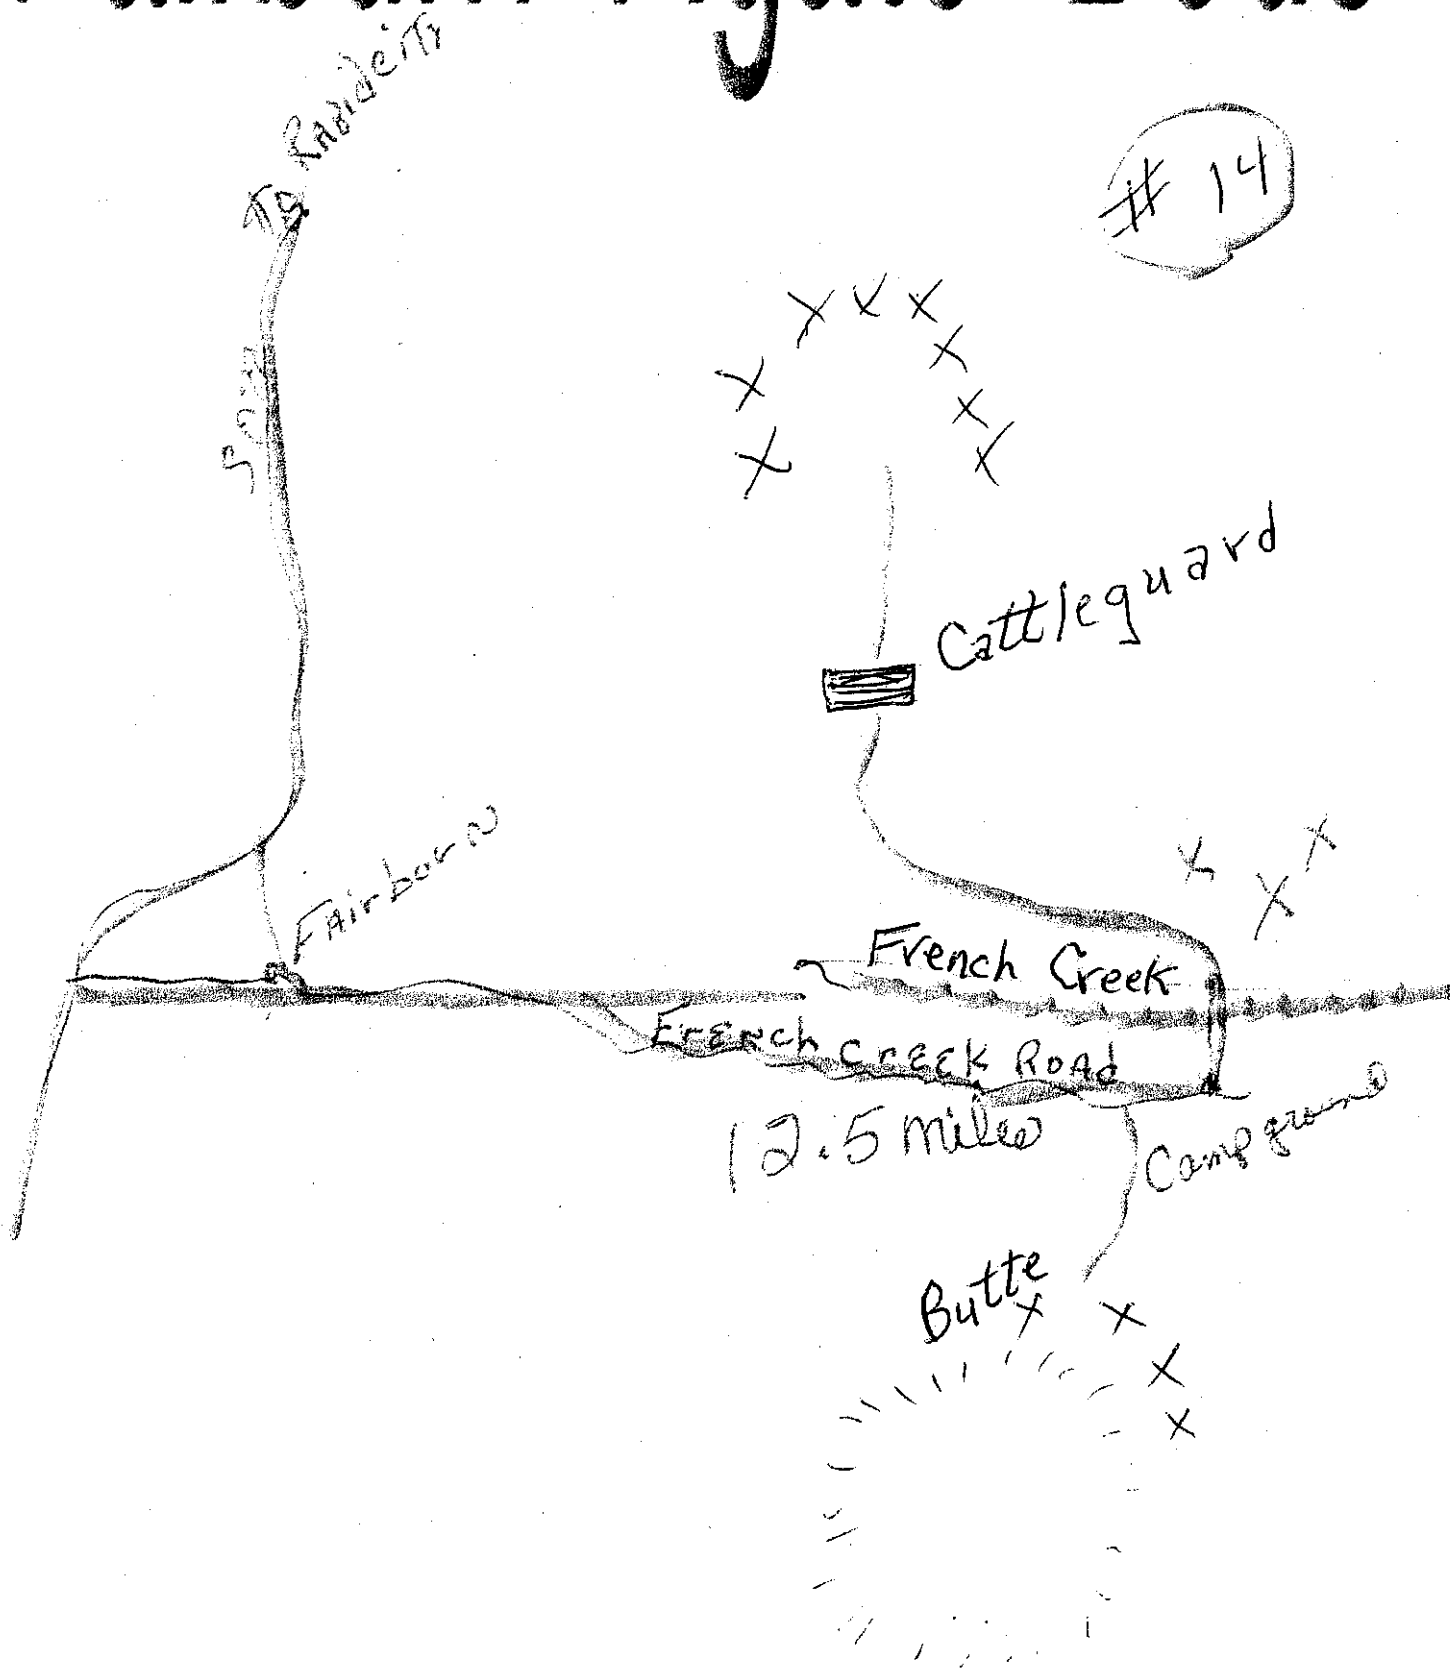 To Rapid city
# 14
Cattleguard
Fairburn
French Creek
French Creek Road
12.5 miles
Campground
Butte